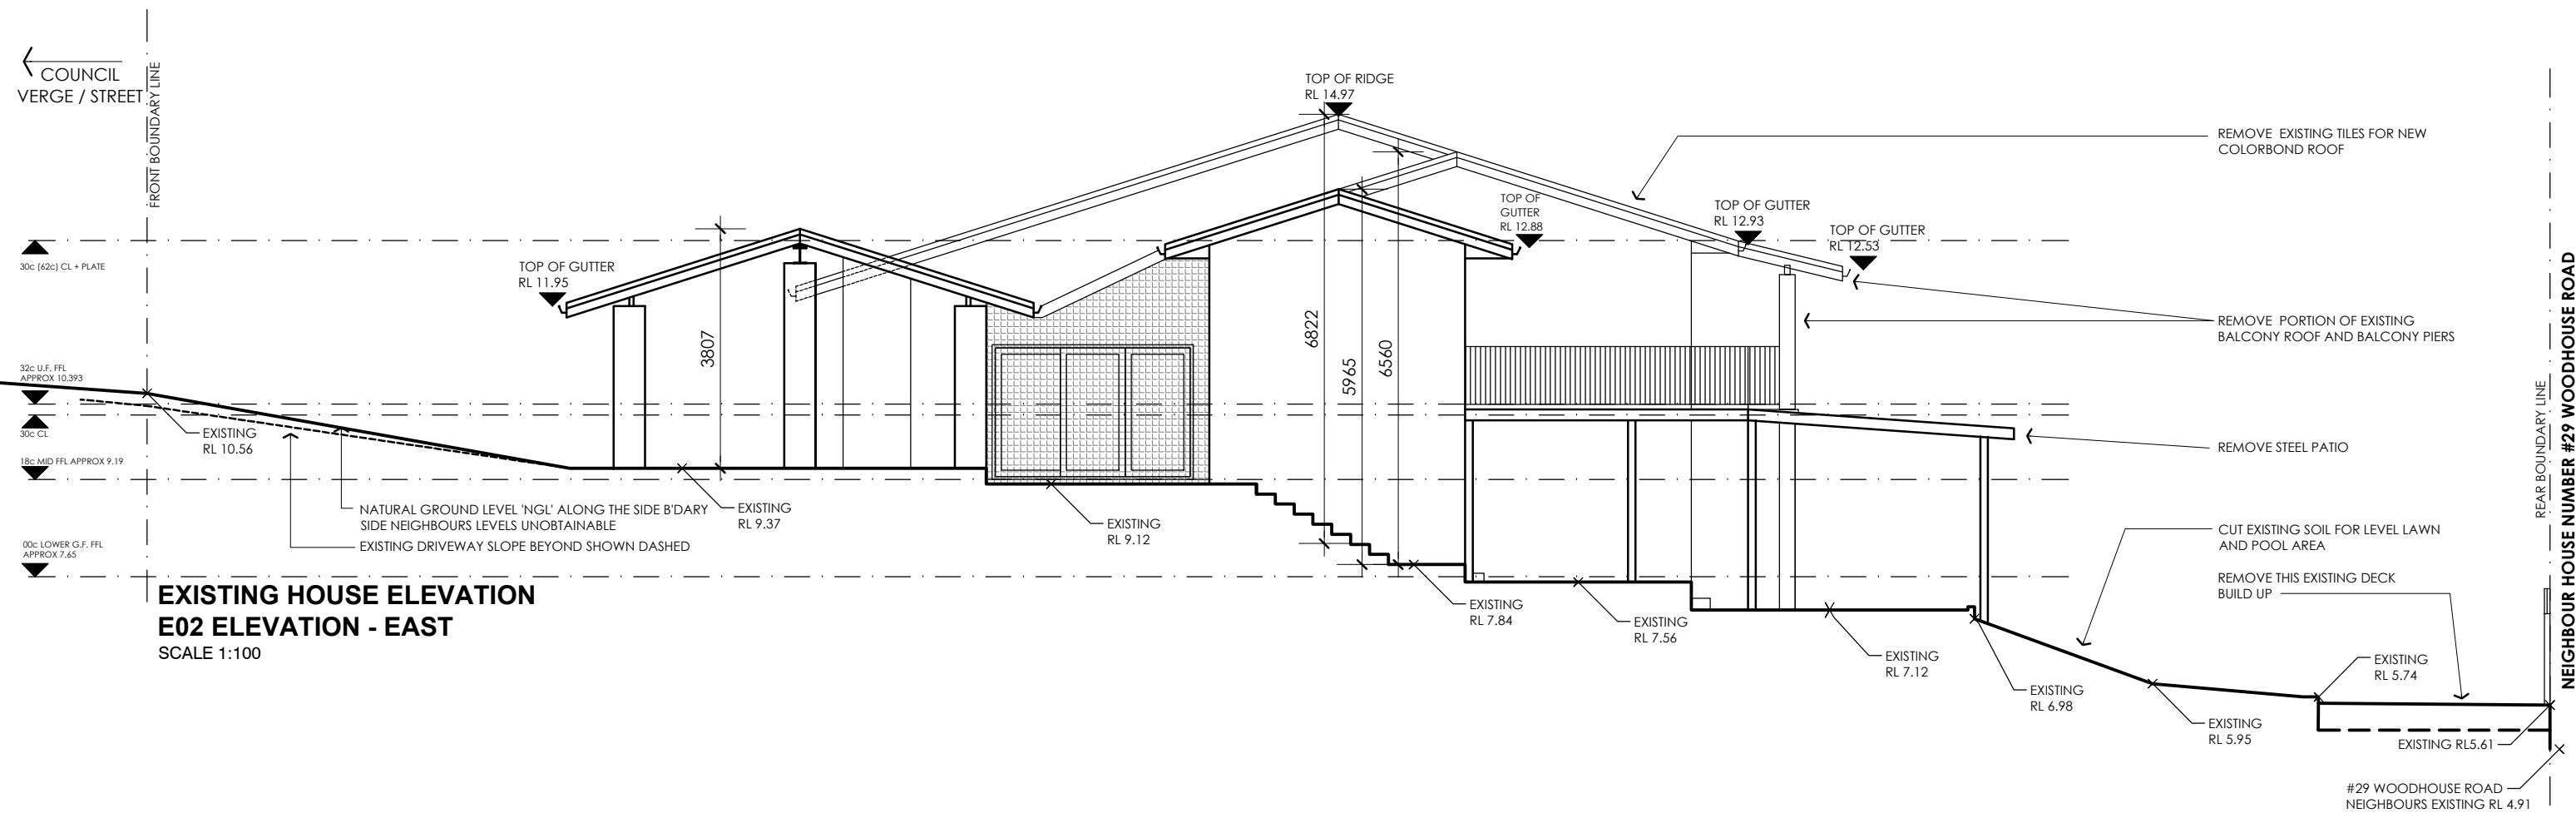 COUNCIL
VERGE / STREET
FRONT BOUNDARY LINE
TOP OF RIDGE
RL 14.97
REMOVE EXISTING TILES FOR NEW
COLORBOND ROOF
TOP OF
GUTTER
RL 12.88
TOP OF GUTTER
RL 12.93
TOP OF GUTTER
RL 12.53
30c (62c) CL + PLATE
TOP OF GUTTER
RL 11.95
3807
6822
5965
6560
REMOVE PORTION OF EXISTING
BALCONY ROOF AND BALCONY PIERS
32c U.F. FFL
APPROX 10.393
30c CL
18c MID FFL APPROX 9.19
EXISTING
RL 10.56
REMOVE STEEL PATIO
REAR BOUNDARY LINE
NEIGHBOUR HOUSE NUMBER #29 WOODHOUSE ROAD
NATURAL GROUND LEVEL 'NGL' ALONG THE SIDE B'DARY
SIDE NEIGHBOURS LEVELS UNOBTAINABLE
EXISTING DRIVEWAY SLOPE BEYOND SHOWN DASHED
EXISTING
RL 9.37
EXISTING
RL 9.12
CUT EXISTING SOIL FOR LEVEL LAWN
AND POOL AREA
REMOVE THIS EXISTING DECK
BUILD UP
00c LOWER G.F. FFL
APPROX 7.65
EXISTING HOUSE ELEVATION
E02 ELEVATION - EAST
SCALE 1:100
EXISTING
RL 7.84
EXISTING
RL 7.56
EXISTING
RL 7.12
EXISTING
RL 6.98
EXISTING
RL 5.95
EXISTING
RL 5.74
EXISTING RL5.61
#29 WOODHOUSE ROAD
NEIGHBOURS EXISTING RL 4.91